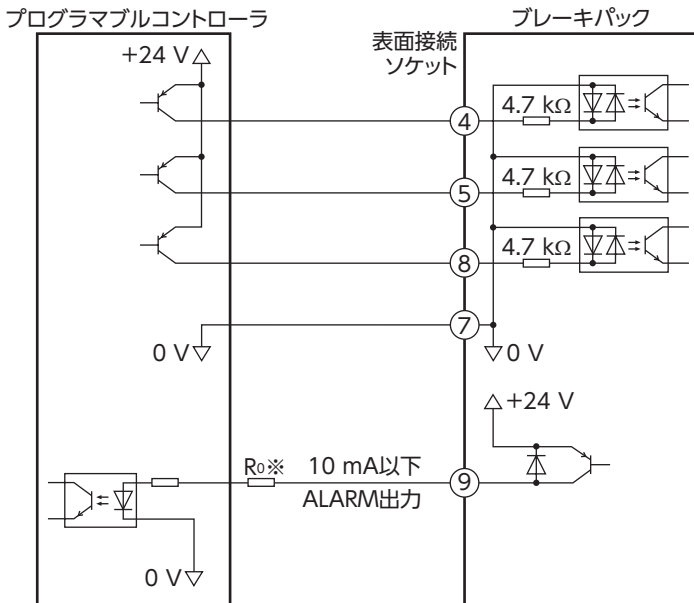 プログラマブルコントローラ
ブレーキパック
表面接続
ソケット
+24 V
4.7 kΩ
④
4.7 kΩ
⑤
4.7 kΩ
⑧
⑦
0 V
0 V
+24 V
R0※
10 mA以下
⑨
ALARM出力
0 V